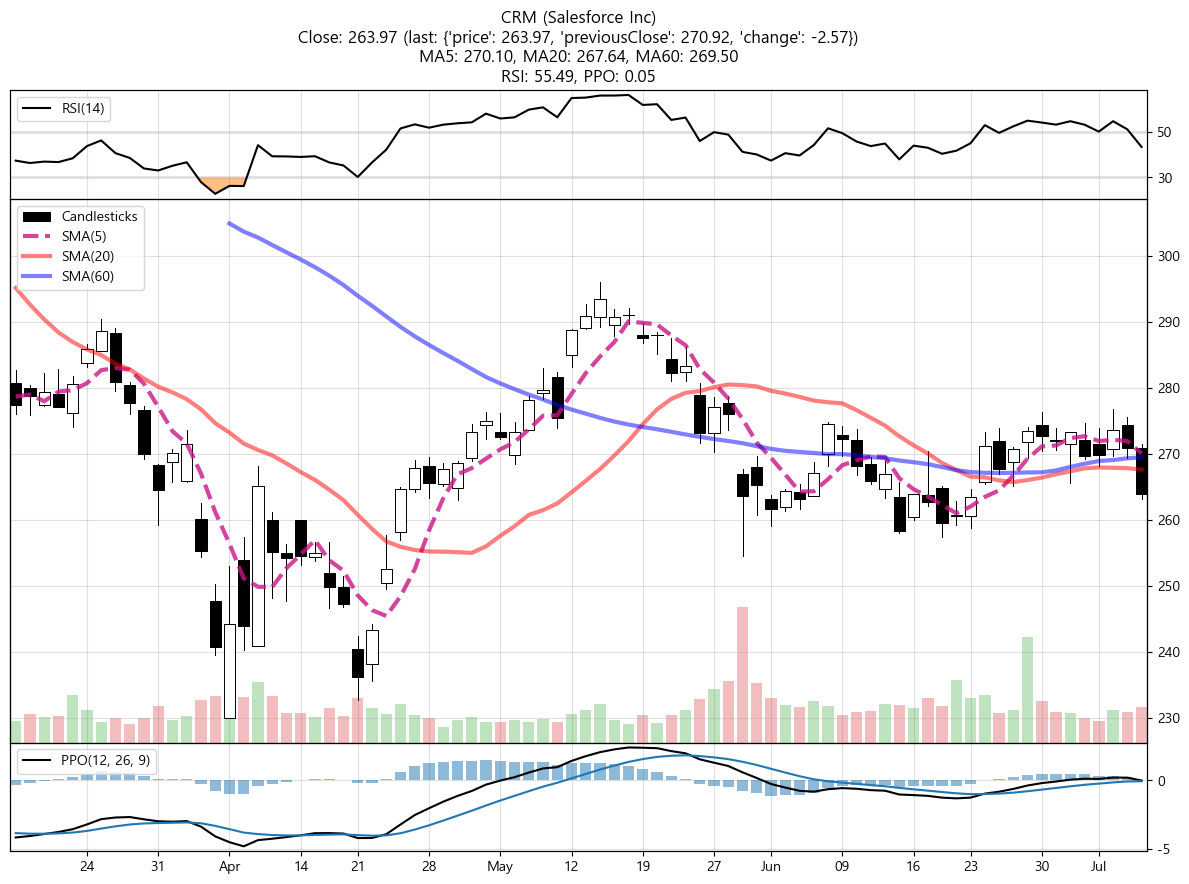 CRM (Salesforce Inc)
Close: 263.97 (last: {'price': 263.97, 'previousClose': 270.92, 'change': -2.57})
MA5: 270.10, MA20: 267.64, MA60: 269.50
RSI: 55.49, PPO: 0.05
RSI(14)
50
30
Candlesticks
SMA(5)
SMA(20)
SMA(60)
300
290
280
270
260
250
240
230
PPO(12, 26, 9)
0
-5
24 31 Apr 14 21 28 May 12 19 27 Jun 09 16 23 30 Jul